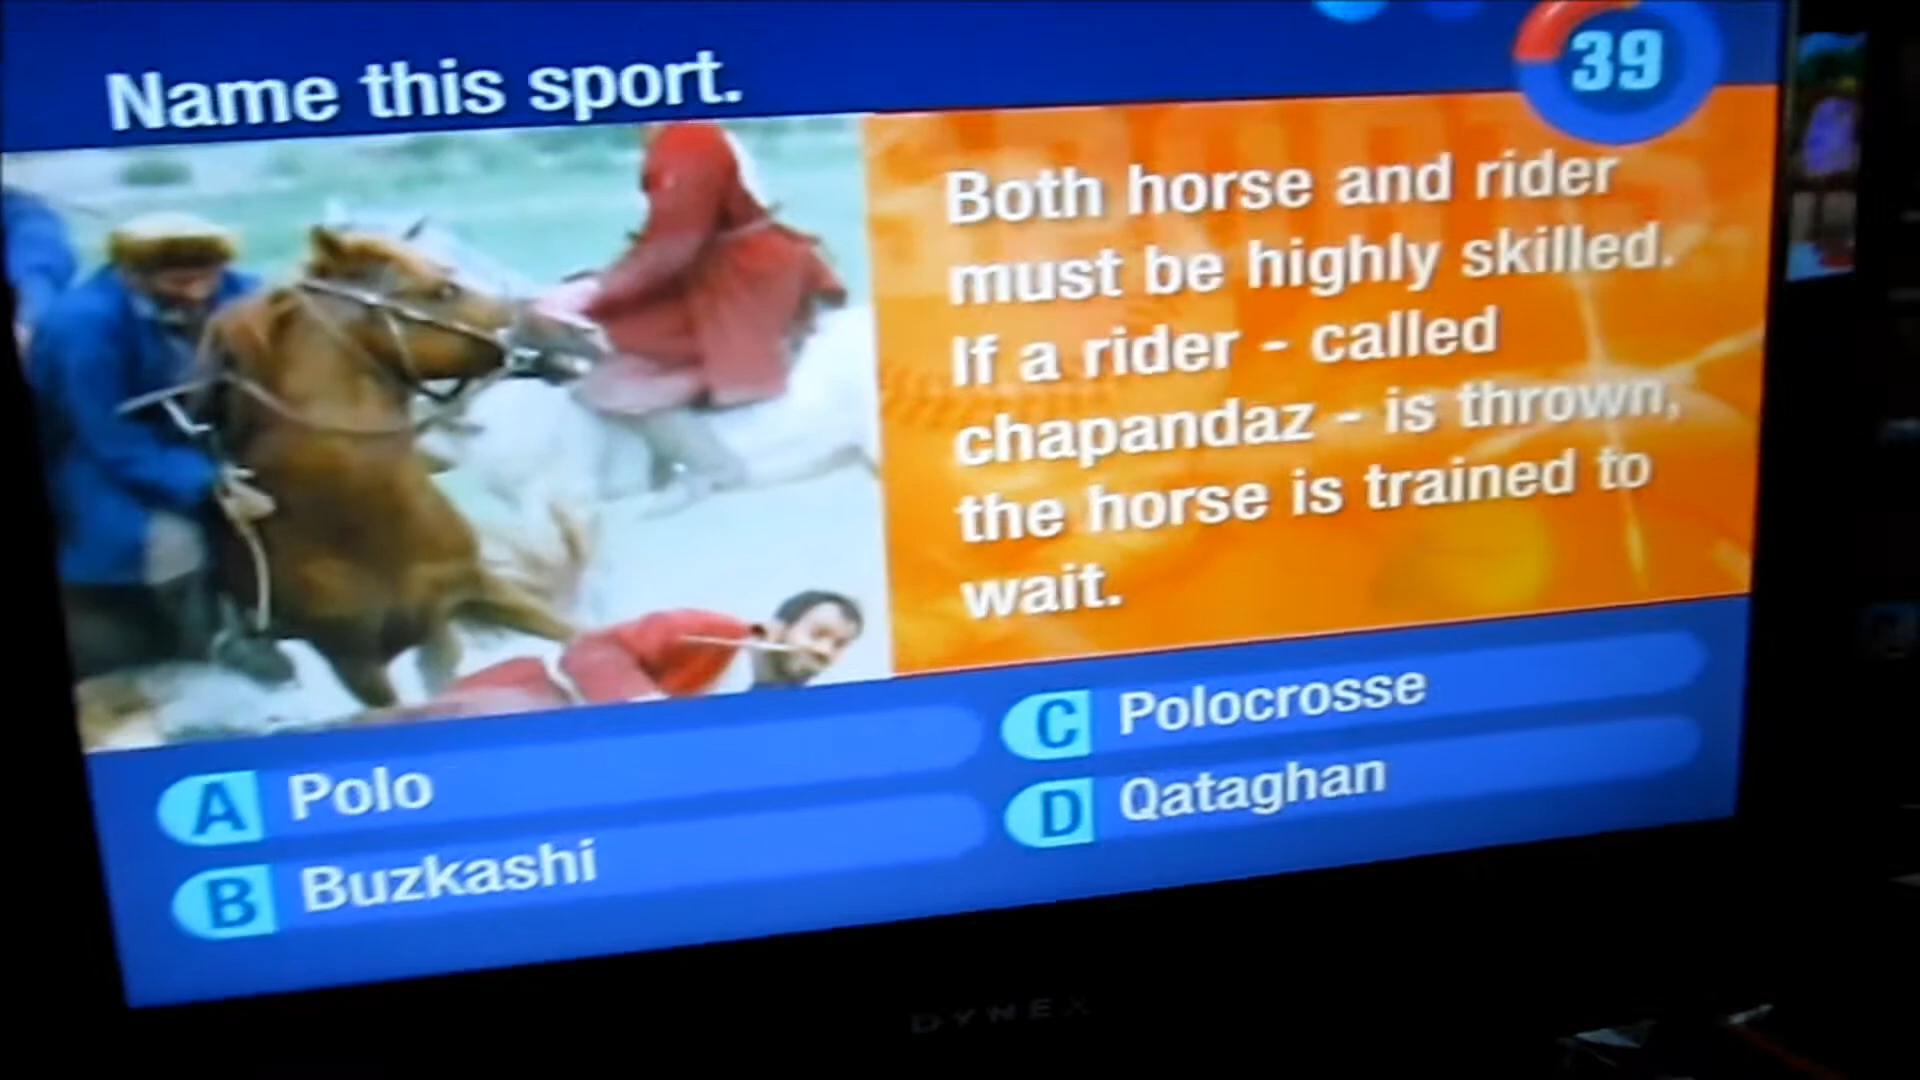 Name this sport.
39
Both horse and rider
must be highly skilled.
If a rider - called
chapandaz - is thrown,
the horse is trained to
wait.
A Polo
B Buzkashi
C Polocrosse
D Qataghan
DYNEX